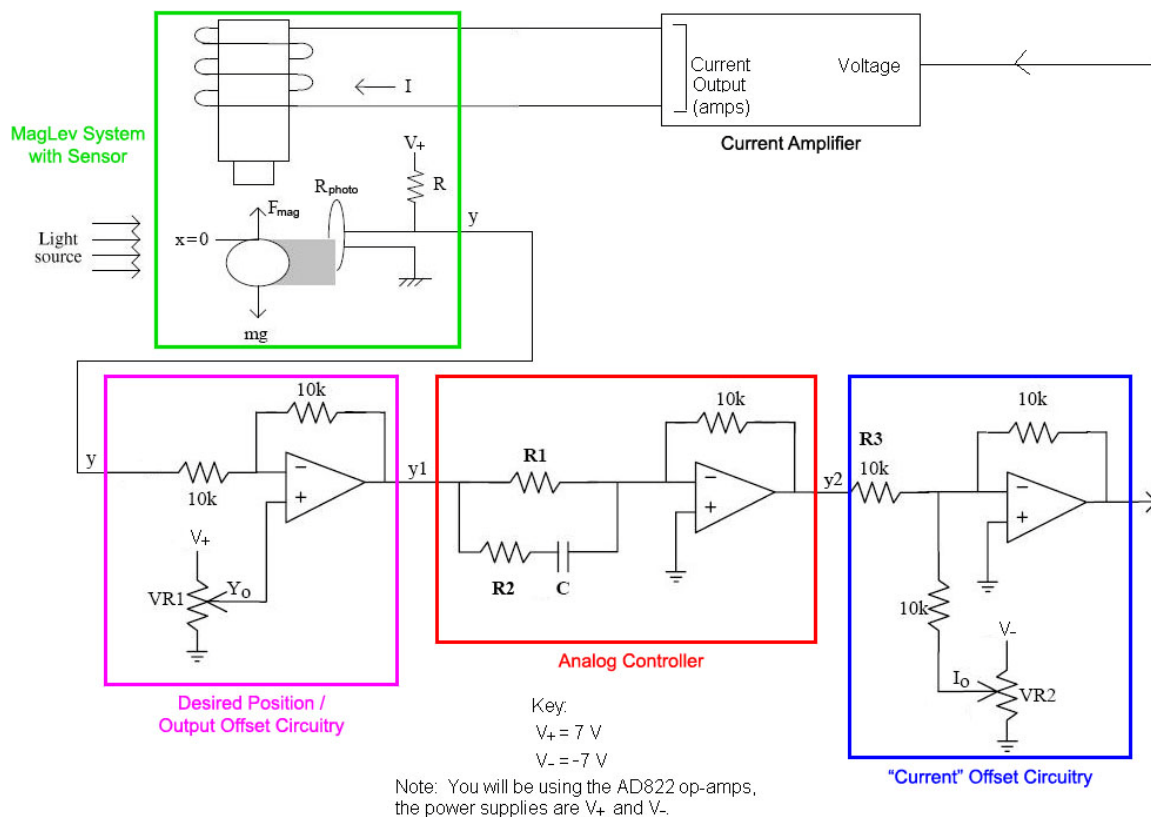 MagLev System
with Sensor
I
V+
R
Rphoto
y
Fmag
x=0
Light
source
mg
Current
Output
(amps)
Voltage
Current Amplifier
y
10k
10k
V+
VR1
Yo
y1
Desired Position /
Output Offset Circuitry
R1
10k
R2
C
y2
Analog Controller
R3
10k
10k
10k
V-
Io
VR2
"Current" Offset Circuitry
Key:
V+ = 7 V
V- = -7 V
Note: You will be using the AD822 op-amps,
the power supplies are V+ and V-.
− +
− +
− +